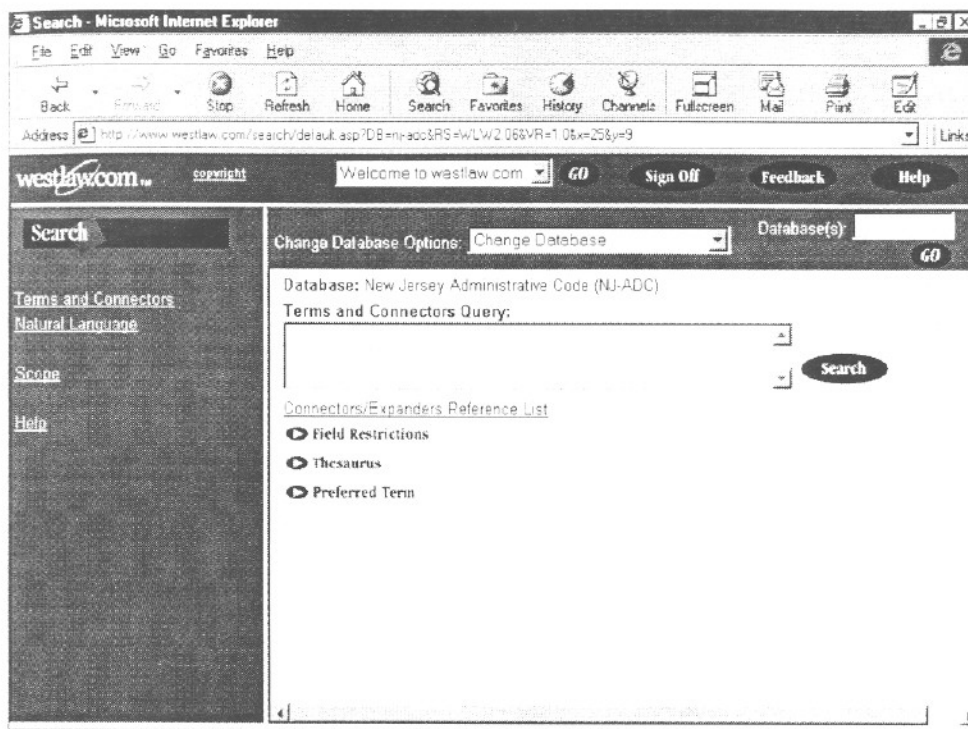 Search - Microsoft Internet Explorer
File Edit View Go Favorites Help
Back Forward Stop Refresh Home Search Favorites History Channels Fullscreen Mail Print Edit
Address http://www.westlaw.com/search/default.asp?DB=nj-adc&RS=WLW2.06&VR=1.0&x=25&y=9 Links
westlaw.com™ copyright Welcome to westlaw.com GO Sign Off Feedback Help
Search
Change Database Options: Change Database Database(s): GO
Database: New Jersey Administrative Code (NJ-ADC)
Terms and Connectors Query:
Terms and Connectors
Natural Language
Scope
Help
Search
Connectors/Expanders Reference List
Field Restrictions
Thesaurus
Preferred Term